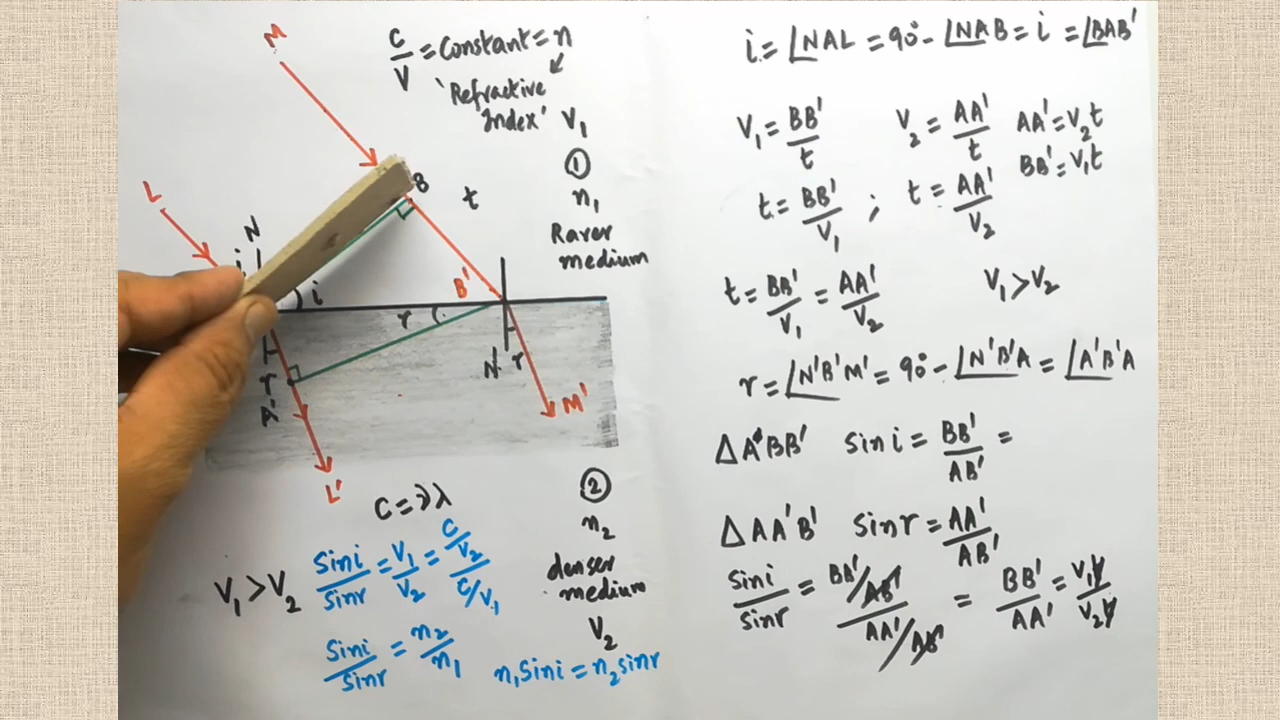 M
C/V = Constant = n
'Refractive
Index'
V₁
①
n₁
Rarer
medium
L
N
i
B
t
i
B'
r
r
A'
N'
r
M'
L'
C = νλ
②
n₂
denser
medium
V₂
V₁ > V₂
Sin i/Sin r = V₁/V₂ = (C/V₂)/(C/V₁)
Sin i/Sin r = n₂/n₁
n₁ Sin i = n₂ Sin r
i = ∠NAL = 90° - ∠NAB = i = ∠BAB'
V₁ = BB'/t V₂ = AA'/t AA' = V₂t
BB' = V₁t
t = BB'/V₁ ; t = AA'/V₂
t = BB'/V₁ = AA'/V₂ V₁ > V₂
r = ∠N'B'M' = 90° - ∠N'B'A = ∠A'B'A
ΔABB' Sin i = BB'/AB' =
ΔAA'B' Sin r = AA'/AB'
Sin i/Sin r = (BB'/AB')/(AA'/AB') = BB'/AA' = V₁t/V₂t